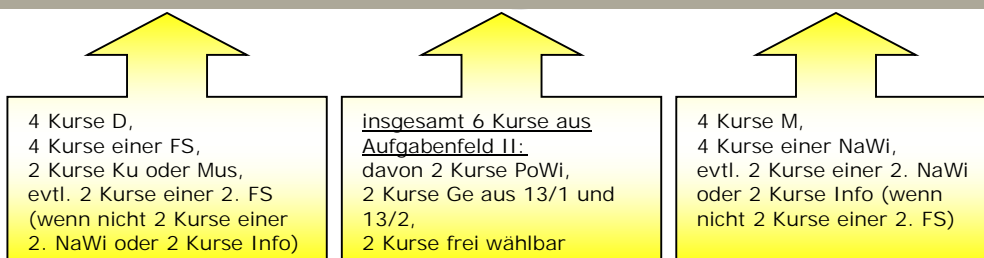 4 Kurse D,
4 Kurse einer FS,
2 Kurse Ku oder Mus,
evtl. 2 Kurse einer 2. FS
(wenn nicht 2 Kurse einer
2. NaWi oder 2 Kurse Info)
insgesamt 6 Kurse aus
Aufgabenfeld II:
davon 2 Kurse PoWi,
2 Kurse Ge aus 13/1 und
13/2,
2 Kurse frei wählbar
4 Kurse M,
4 Kurse einer NaWi,
evtl. 2 Kurse einer 2. NaWi
oder 2 Kurse Info (wenn
nicht 2 Kurse einer 2. FS)